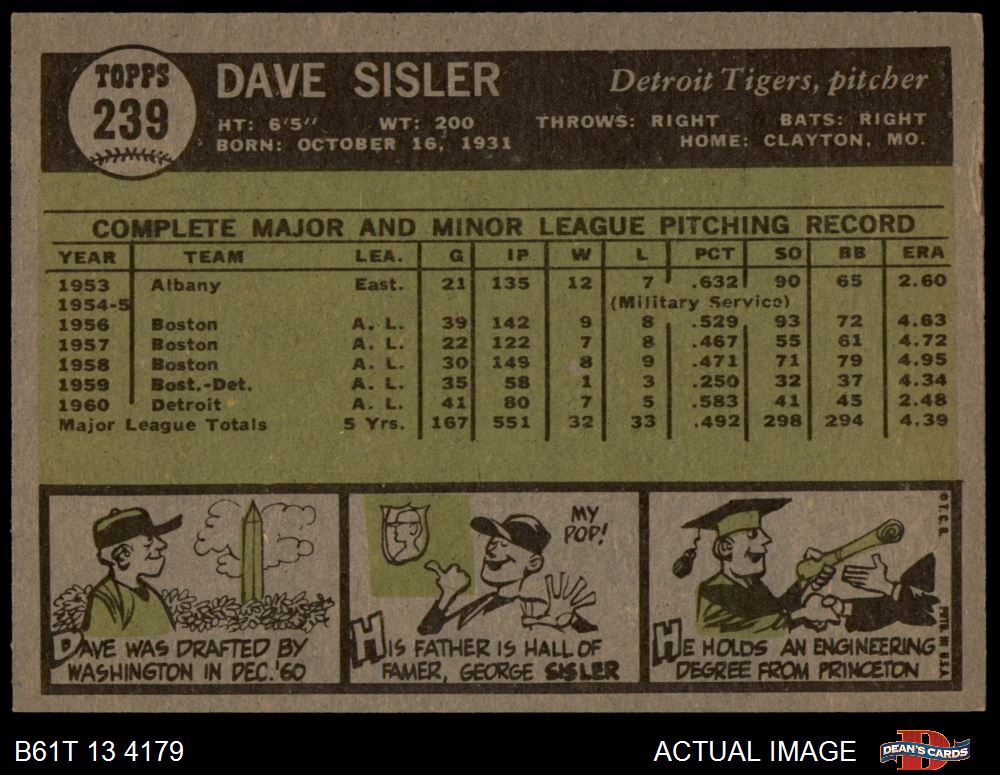 TOPPS
239
DAVE SISLER
Detroit Tigers, pitcher
HT: 6'5" WT: 200 THROWS: RIGHT BATS: RIGHT
BORN: OCTOBER 16, 1931 HOME: CLAYTON, MO.
COMPLETE MAJOR AND MINOR LEAGUE PITCHING RECORD
YEAR TEAM LEA. G IP W L PCT SO BB ERA
1953 Albany East. 21 135 12 7 .632 90 65 2.60
1954-5 (Military Service)
1956 Boston A. L. 39 142 9 8 .529 93 72 4.63
1957 Boston A. L. 22 122 7 8 .467 55 61 4.72
1958 Boston A. L. 30 149 8 9 .471 71 79 4.95
1959 Bost.-Det. A. L. 35 58 1 3 .250 32 37 4.34
1960 Detroit A. L. 41 80 7 5 .583 41 45 2.48
Major League Totals 5 Yrs. 167 551 32 33 .492 298 294 4.39
DAVE WAS DRAFTED BY
WASHINGTON IN DEC. '60
MY
POP!
HIS FATHER IS HALL OF
FAMER, GEORGE SISLER
HE HOLDS AN ENGINEERING
DEGREE FROM PRINCETON
© T.C.G. PRTD. IN U.S.A.
B61T 13 4179
ACTUAL IMAGE
DEAN'S CARDS